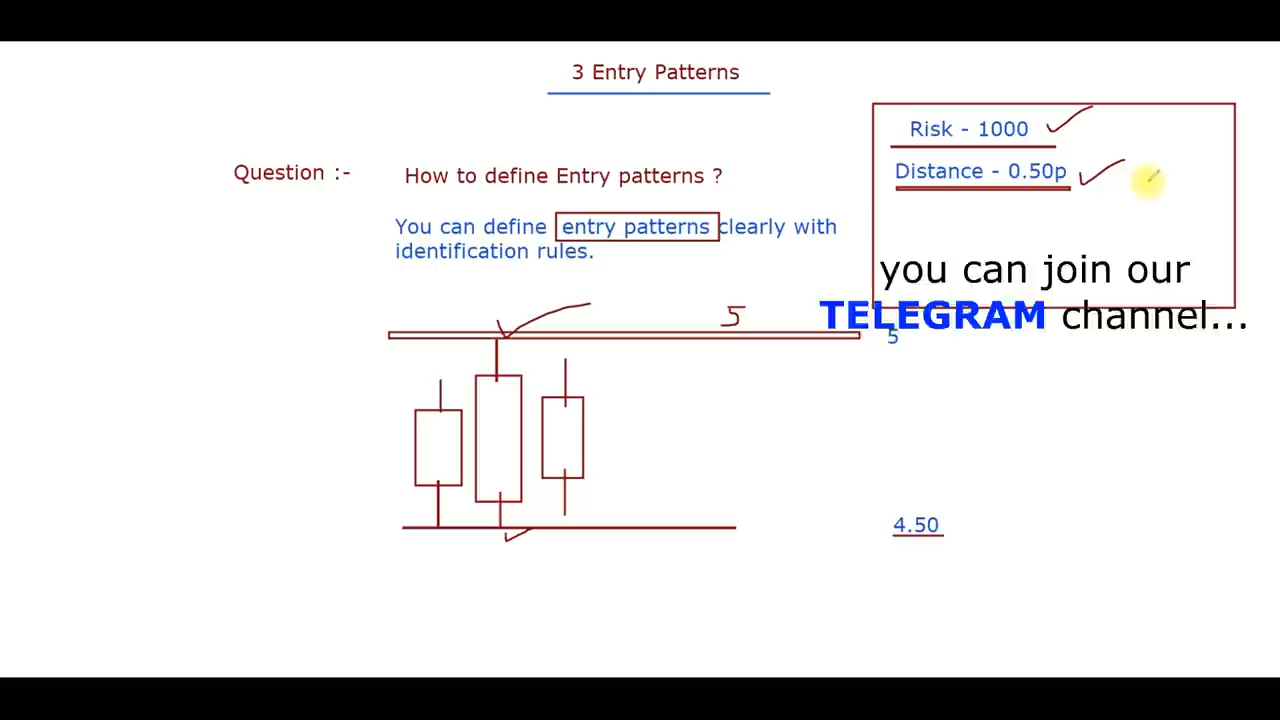 3 Entry Patterns
Risk - 1000
Distance - 0.50p
Question :- How to define Entry patterns ?
You can define entry patterns clearly with
identification rules.
you can join our
TELEGRAM channel...
5
5
4.50